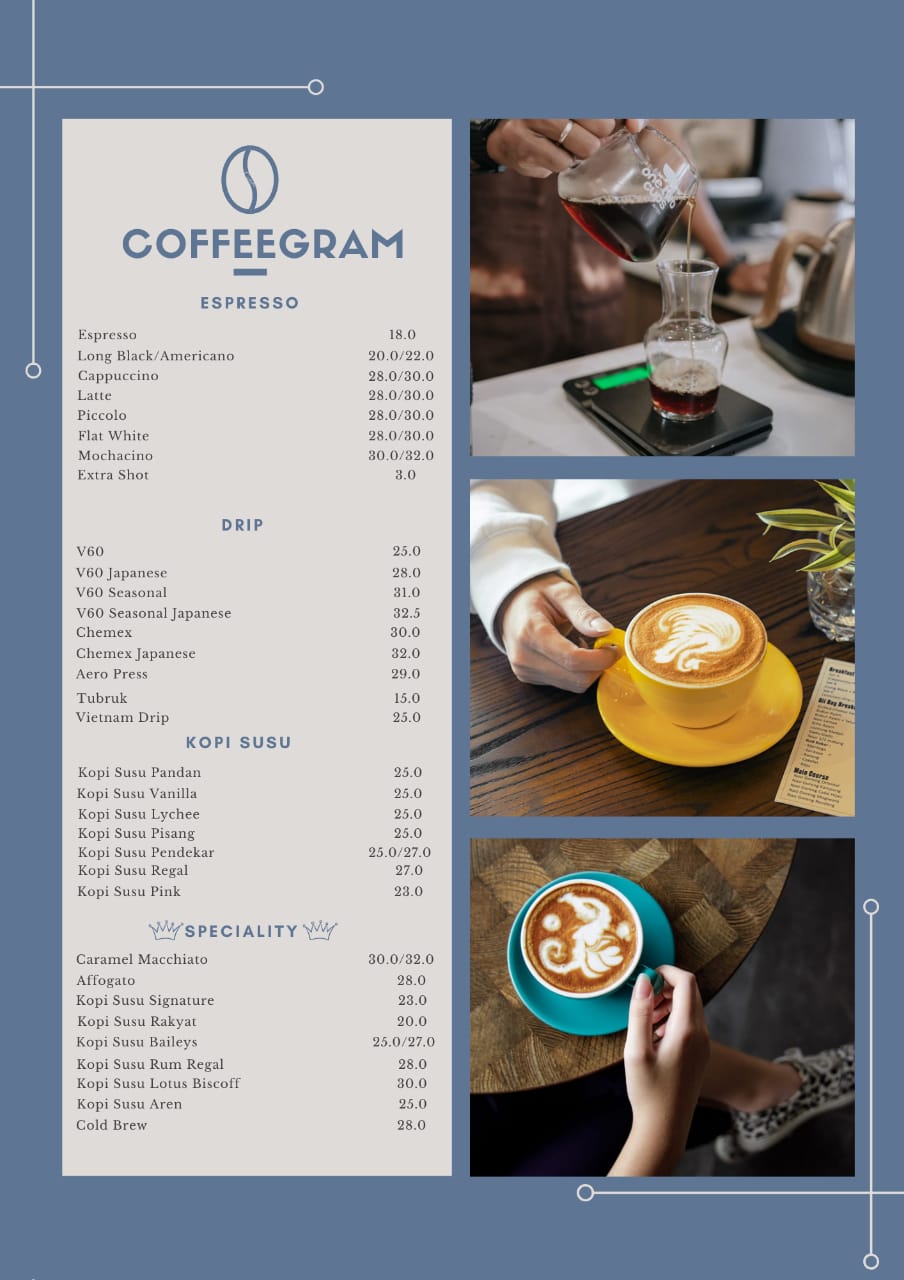 COFFEEGRAM
ESPRESSO
Espresso 18.0
Long Black/Americano 20.0/22.0
Cappuccino 28.0/30.0
Latte 28.0/30.0
Piccolo 28.0/30.0
Flat White 28.0/30.0
Mochacino 30.0/32.0
Extra Shot 3.0
DRIP
V60 25.0
V60 Japanese 28.0
V60 Seasonal 31.0
V60 Seasonal Japanese 32.5
Chemex 30.0
Chemex Japanese 32.0
Aero Press 29.0
Tubruk 15.0
Vietnam Drip 25.0
KOPI SUSU
Kopi Susu Pandan 25.0
Kopi Susu Vanilla 25.0
Kopi Susu Lychee 25.0
Kopi Susu Pisang 25.0
Kopi Susu Pendekar 25.0/27.0
Kopi Susu Regal 27.0
Kopi Susu Pink 23.0
SPECIALITY
Caramel Macchiato 30.0/32.0
Affogato 28.0
Kopi Susu Signature 23.0
Kopi Susu Rakyat 20.0
Kopi Susu Baileys 25.0/27.0
Kopi Susu Rum Regal 28.0
Kopi Susu Lotus Biscoff 30.0
Kopi Susu Aren 25.0
Cold Brew 28.0
Breakfast
All Day
Main Course